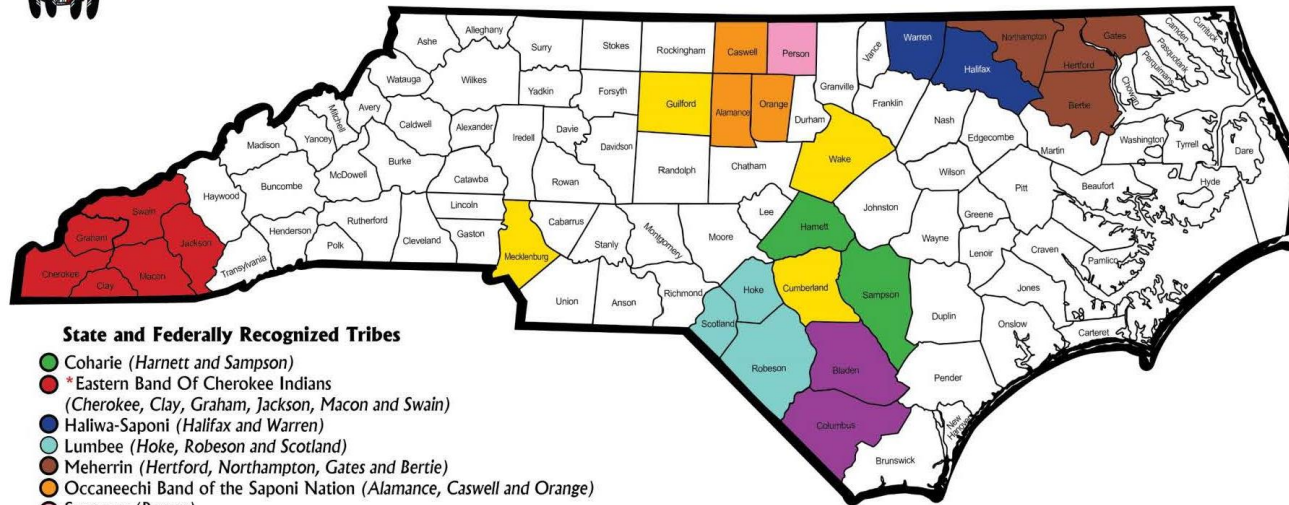 Ashe
Alleghany
Surry
Stokes
Rockingham
Caswell
Person
Granville
Vance
Warren
Halifax
Northampton
Gates
Hertford
Bertie
Camden
Currituck
Pasquotank
Perquimans
Chowan
Watauga
Wilkes
Yadkin
Forsyth
Guilford
Alamance
Orange
Durham
Franklin
Nash
Edgecombe
Martin
Washington
Tyrrell
Dare
Avery
Mitchell
Yancey
Madison
Caldwell
Alexander
Iredell
Davie
Davidson
Randolph
Chatham
Wake
Wilson
Pitt
Beaufort
Hyde
Haywood
Buncombe
McDowell
Burke
Catawba
Rowan
Lincoln
Gaston
Cabarrus
Stanly
Montgomery
Moore
Lee
Harnett
Johnston
Wayne
Greene
Lenoir
Craven
Pamlico
Jones
Swain
Graham
Jackson
Cherokee
Clay
Macon
Transylvania
Henderson
Polk
Rutherford
Cleveland
Mecklenburg
Union
Anson
Richmond
Scotland
Hoke
Cumberland
Sampson
Duplin
Onslow
Carteret
Robeson
Bladen
Pender
Columbus
New Hanover
Brunswick
State and Federally Recognized Tribes
Coharie (Harnett and Sampson)
*Eastern Band Of Cherokee Indians
(Cherokee, Clay, Graham, Jackson, Macon and Swain)
Haliwa-Saponi (Halifax and Warren)
Lumbee (Hoke, Robeson and Scotland)
Meherrin (Hertford, Northampton, Gates and Bertie)
Occaneechi Band of the Saponi Nation (Alamance, Caswell and Orange)